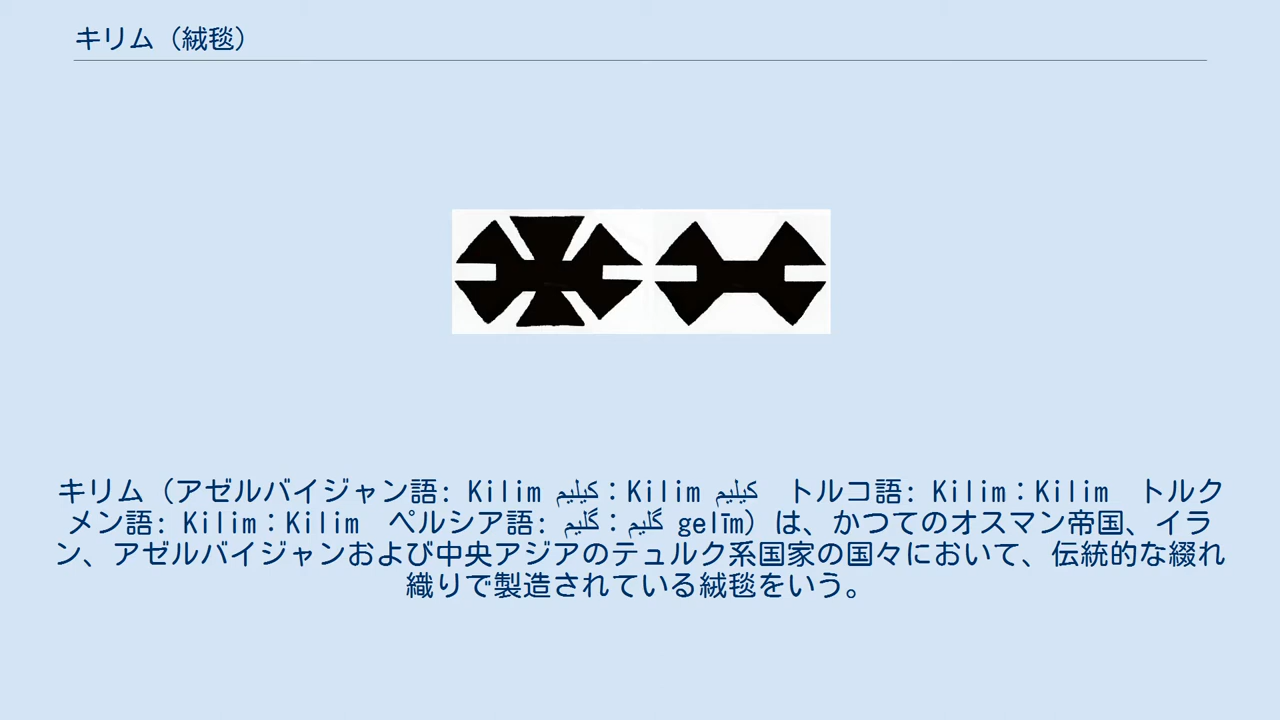 キリム（絨毯）
キリム（アゼルバイジャン語: Kilim کیلیم：Kilim کیلیم　トルコ語: Kilim：Kilim　トルク
メン語: Kilim：Kilim　ペルシア語: گلیم：گلیم gelīm）は、かつてのオスマン帝国、イラ
ン、アゼルバイジャンおよび中央アジアのテュルク系国家の国々において、伝統的な綴れ
織りで製造されている絨毯をいう。